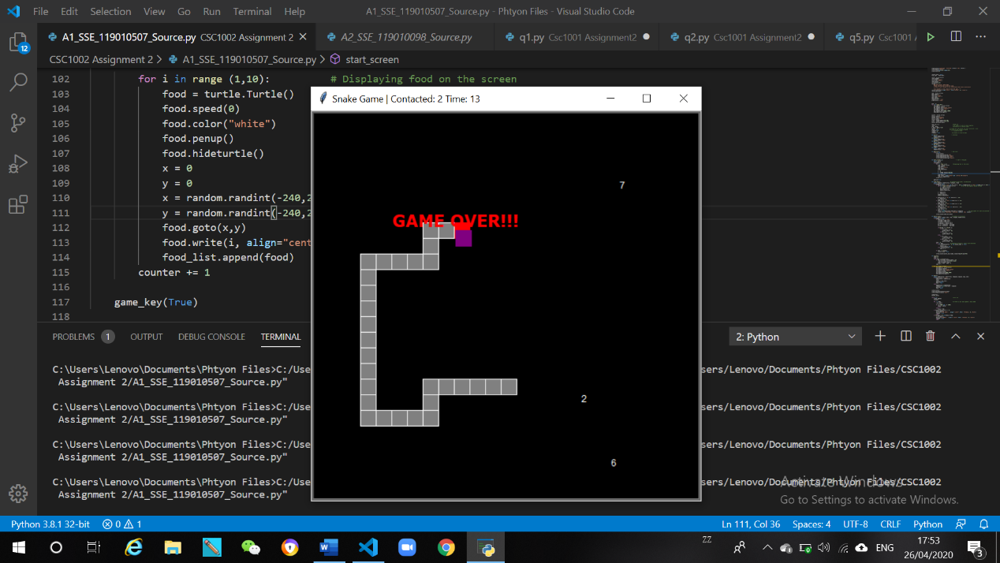 File Edit Selection View Go Run Terminal Help A1_SSE_119010507_Source.py - Phtyon Files - Visual Studio Code
A1_SSE_119010507_Source.py CSC1002 Assignment 2 A2_SSE_119010098_Source.py q1.py Csc1001 Assignment2 q2.py Csc1001 Assignment2 q5.py Csc1001
12
CSC1002 Assignment 2 > A1_SSE_119010507_Source.py > start_screen
102 for i in range (1,10): # Displaying food on the screen
103 food = turtle.Turtle()
104 food.speed(0)
105 food.color("white")
106 food.penup()
107 food.hideturtle()
108 x = 0
109 y = 0
110 x = random.randint(-240,2
111 y = random.randint(-240,2
112 food.goto(x,y)
113 food.write(i, align="cent
114 food_list.append(food)
115 counter += 1
116
117 game_key(True)
118
Snake Game | Contacted: 2 Time: 13
7
GAME OVER!!!
2
6
PROBLEMS 1 OUTPUT DEBUG CONSOLE TERMINAL 2: Python
C:\Users\Lenovo\Documents\Phtyon Files>C:/Use sers/Lenovo/Documents/Phtyon Files/CSC1002
Assignment 2/A1_SSE_119010507_Source.py"
C:\Users\Lenovo\Documents\Phtyon Files>C:/Use sers/Lenovo/Documents/Phtyon Files/CSC1002
Assignment 2/A1_SSE_119010507_Source.py"
C:\Users\Lenovo\Documents\Phtyon Files>C:/Use sers/Lenovo/Documents/Phtyon Files/CSC1002
Assignment 2/A1_SSE_119010507_Source.py"
C:\Users\Lenovo\Documents\Phtyon Files>C:/Use sers/Lenovo/Documents/Phtyon Files/CSC1002
Assignment 2/A1_SSE_119010507_Source.py"
Activate Windows
Go to Settings to activate Windows.
Python 3.8.1 32-bit 0 1 Ln 111, Col 36 Spaces: 4 UTF-8 CRLF Python
ENG
17:53
26/04/2020
3